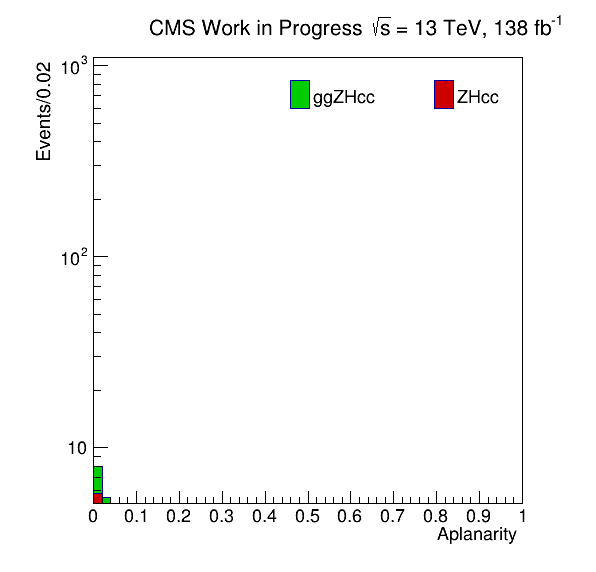 CMS Work in Progress √s = 13 TeV, 138 fb⁻¹
Events/0.02
10³
ggZHcc ZHcc
10²
10
0 0.1 0.2 0.3 0.4 0.5 0.6 0.7 0.8 0.9 1
Aplanarity